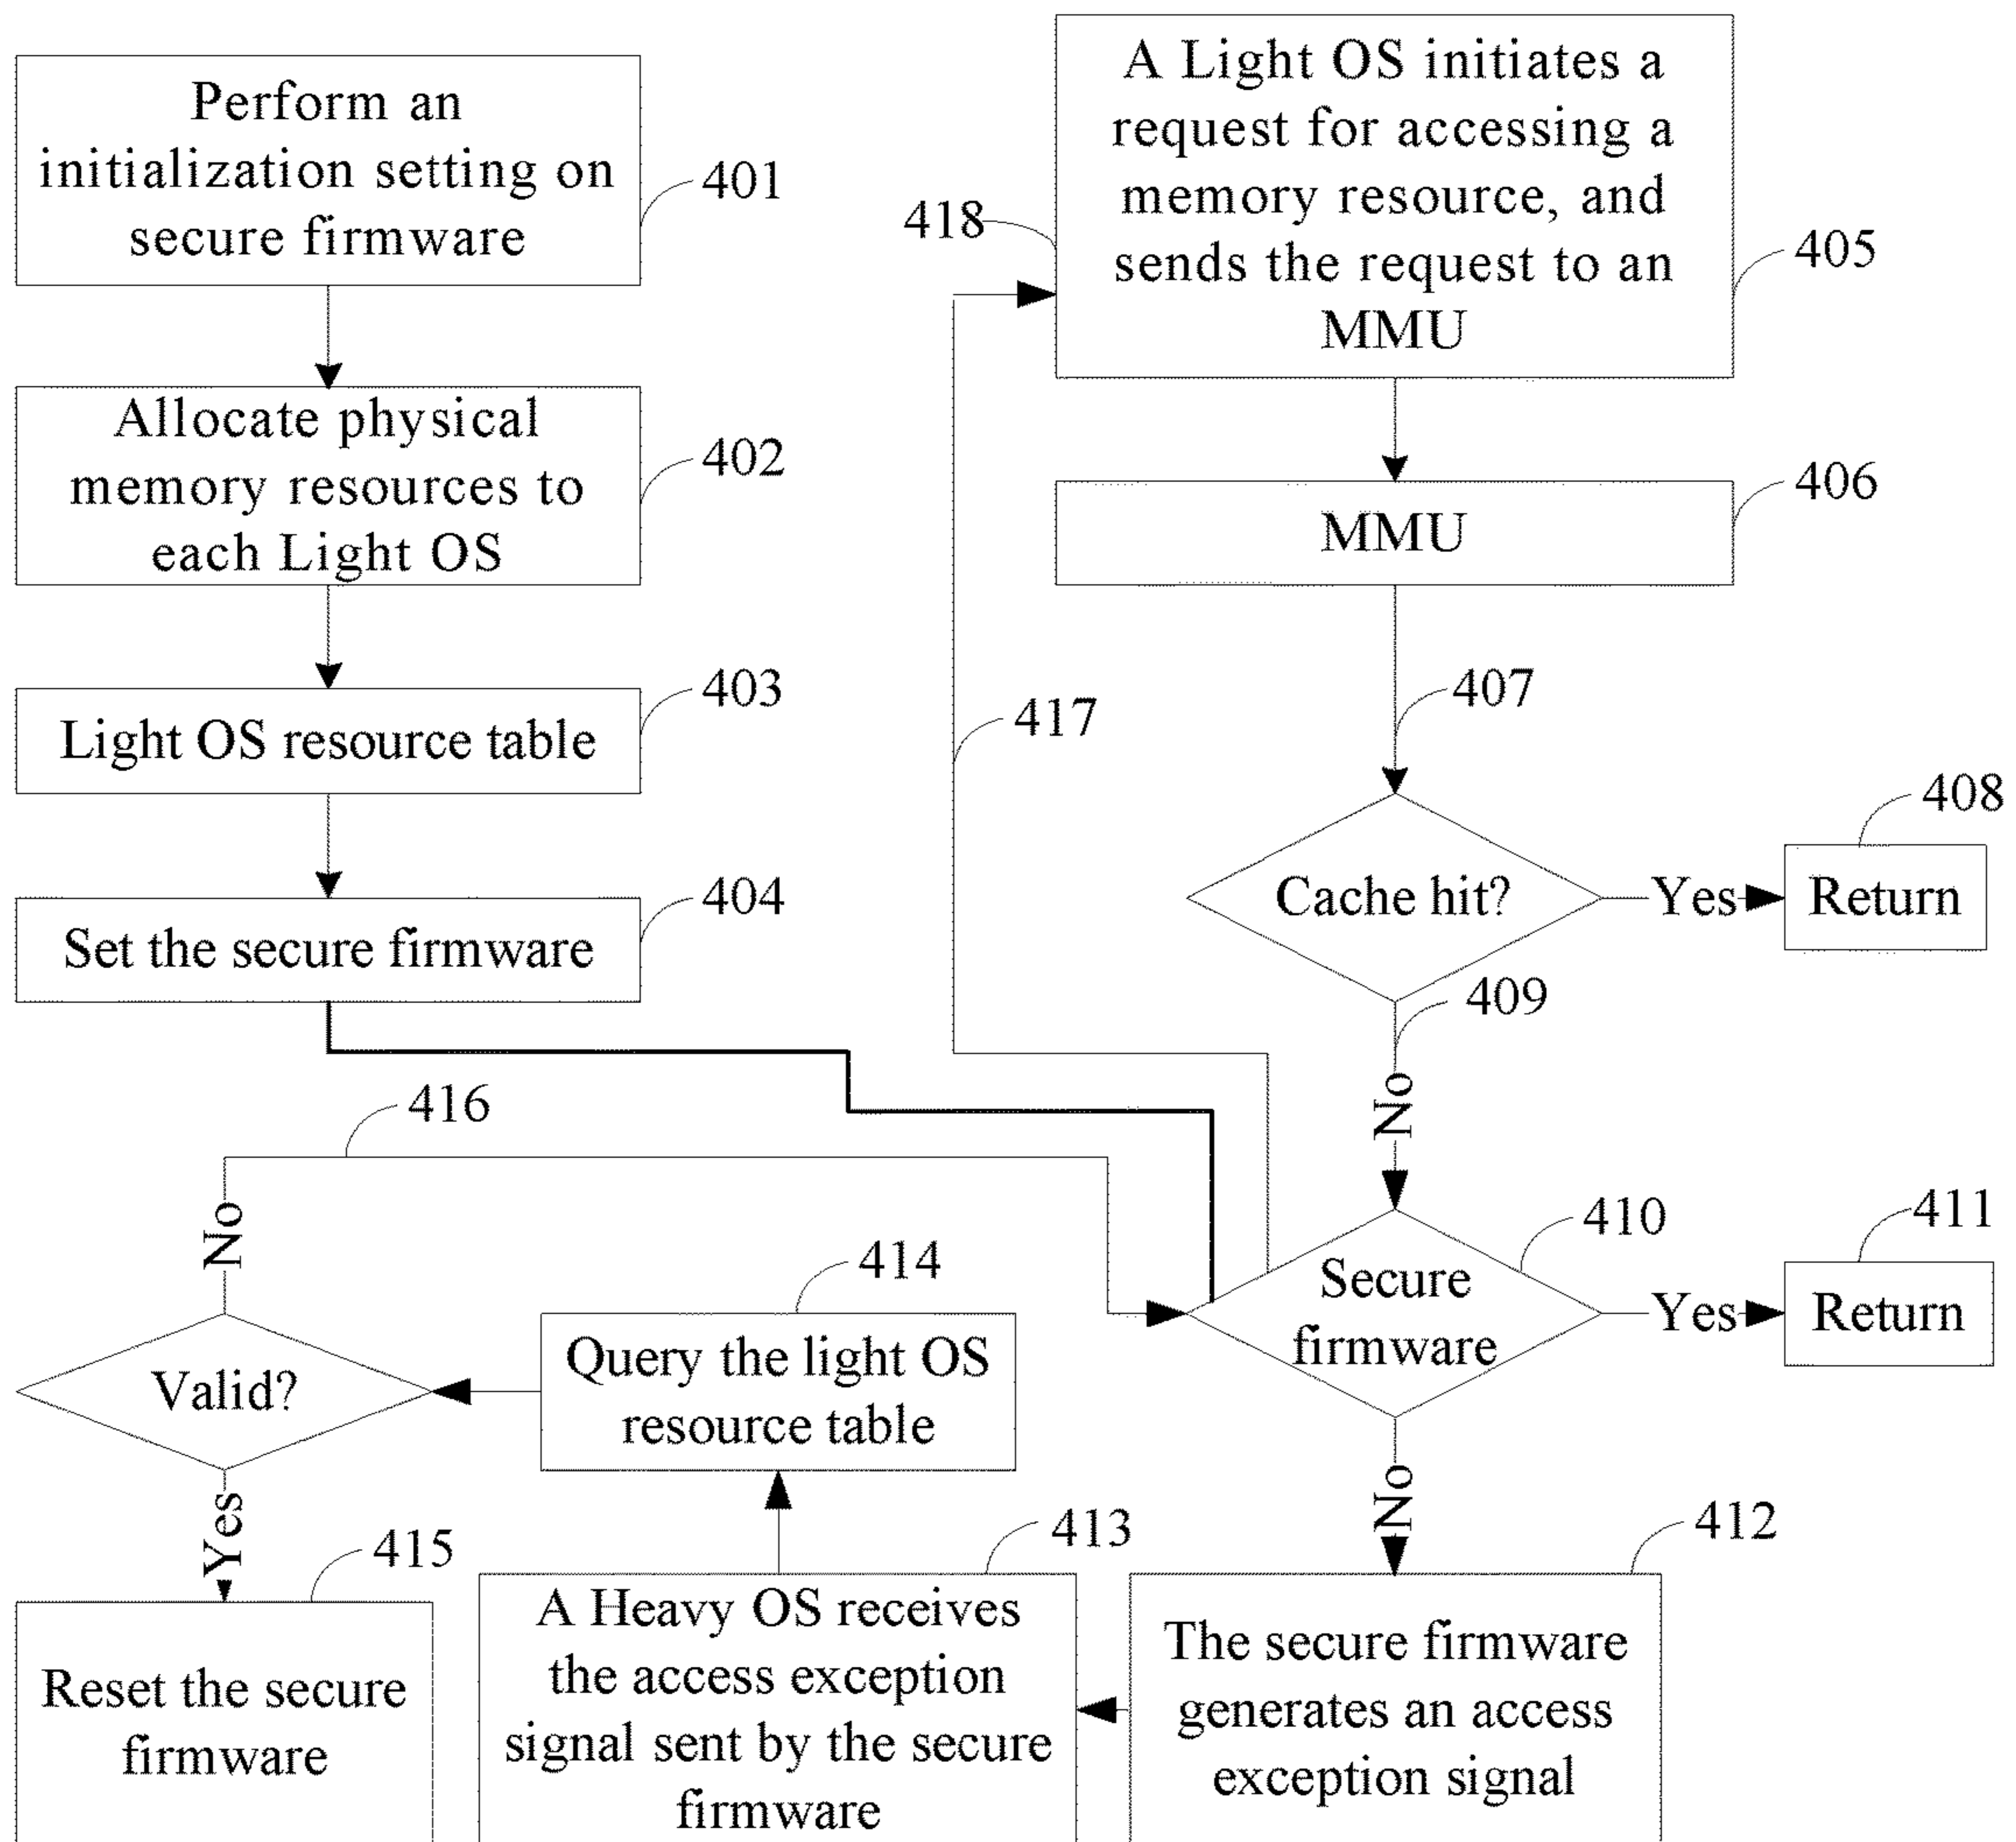 Perform an
initialization setting on
secure firmware
401
Allocate physical
memory resources to
each Light OS
402
Light OS resource table
403
Set the secure firmware
404
A Light OS initiates a
request for accessing a
memory resource, and
sends the request to an
MMU
418
405
MMU
406
407
417
Cache hit?
Yes
Return
408
409
No
416
Secure
firmware
410
Yes
Return
411
No
The secure firmware
generates an access
exception signal
412
A Heavy OS receives
the access exception
signal sent by the secure
firmware
413
Query the light OS
resource table
414
Valid?
No
Yes
Reset the secure
firmware
415